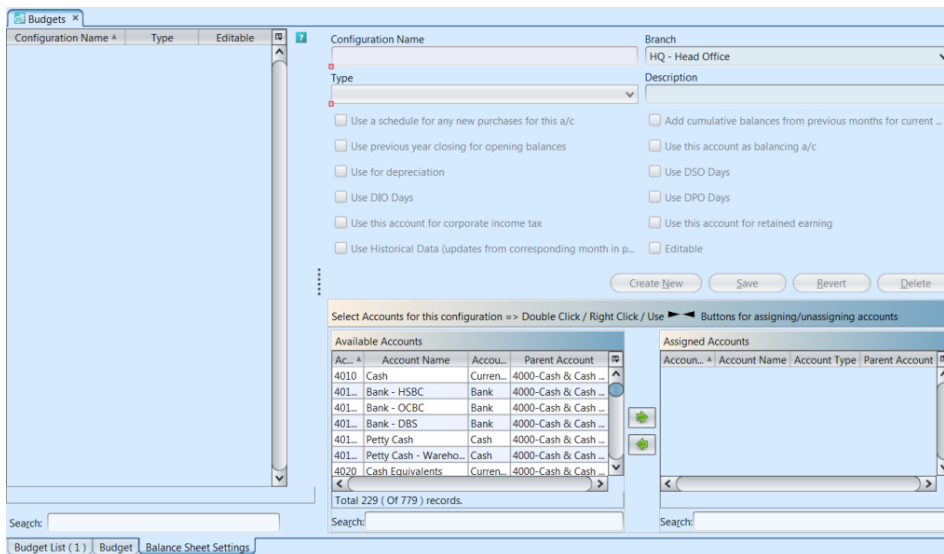 Budgets ×
Configuration Name Type Editable
?
Configuration Name Branch
HQ - Head Office
Type Description
Use a schedule for any new purchases for this a/c Add cumulative balances from previous months for current ...
Use previous year closing for opening balances Use this account as balancing a/c
Use for depreciation Use DSO Days
Use DIO Days Use DPO Days
Use this account for corporate income tax Use this account for retained earning
Use Historical Data (updates from corresponding month in p... Editable
Create New Save Revert Delete
Select Accounts for this configuration => Double Click / Right Click / Use Buttons for assigning/unassigning accounts
Available Accounts Assigned Accounts
Ac... Account Name Accou... Parent Account Accoun... Account Name Account Type Parent Account
4010 Cash Curren... 4000-Cash & Cash ...
401... Bank - HSBC Bank 4000-Cash & Cash ...
401... Bank - OCBC Bank 4000-Cash & Cash ...
401... Bank - DBS Bank 4000-Cash & Cash ...
401... Petty Cash Cash 4000-Cash & Cash ...
401... Petty Cash - Wareho... Cash 4000-Cash & Cash ...
4020 Cash Equivalents Curren... 4000-Cash & Cash ...
Total 229 ( Of 779 ) records.
Search: Search: Search:
Budget List ( 1 ) Budget Balance Sheet Settings